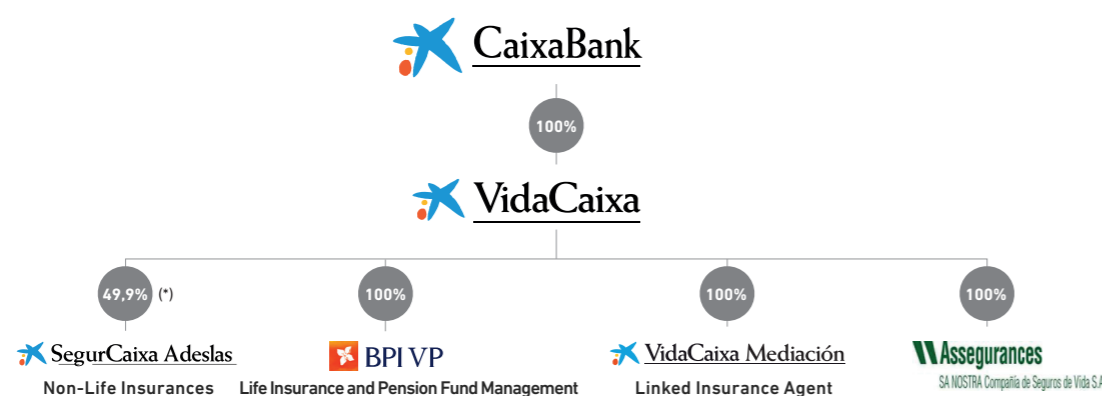 CaixaBank
100%
VidaCaixa
49,9% (*)
100%
100%
100%
SegurCaixa Adeslas
BPI VP
VidaCaixa Mediación
Assegurances
SA NOSTRA Compañía de Seguros de Vida S.A
Non-Life Insurances
Life Insurance and Pension Fund Management
Linked Insurance Agent